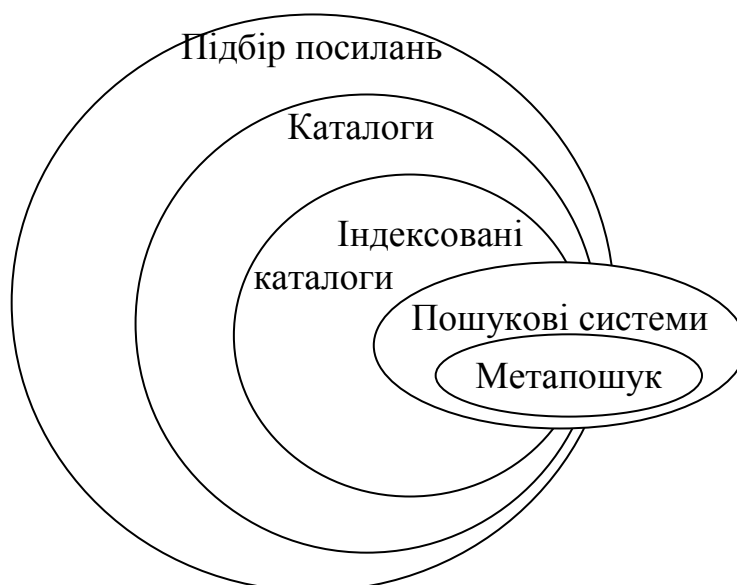 Підбір посилань
Каталоги
Індексовані
каталоги
Пошукові системи
Метапошук